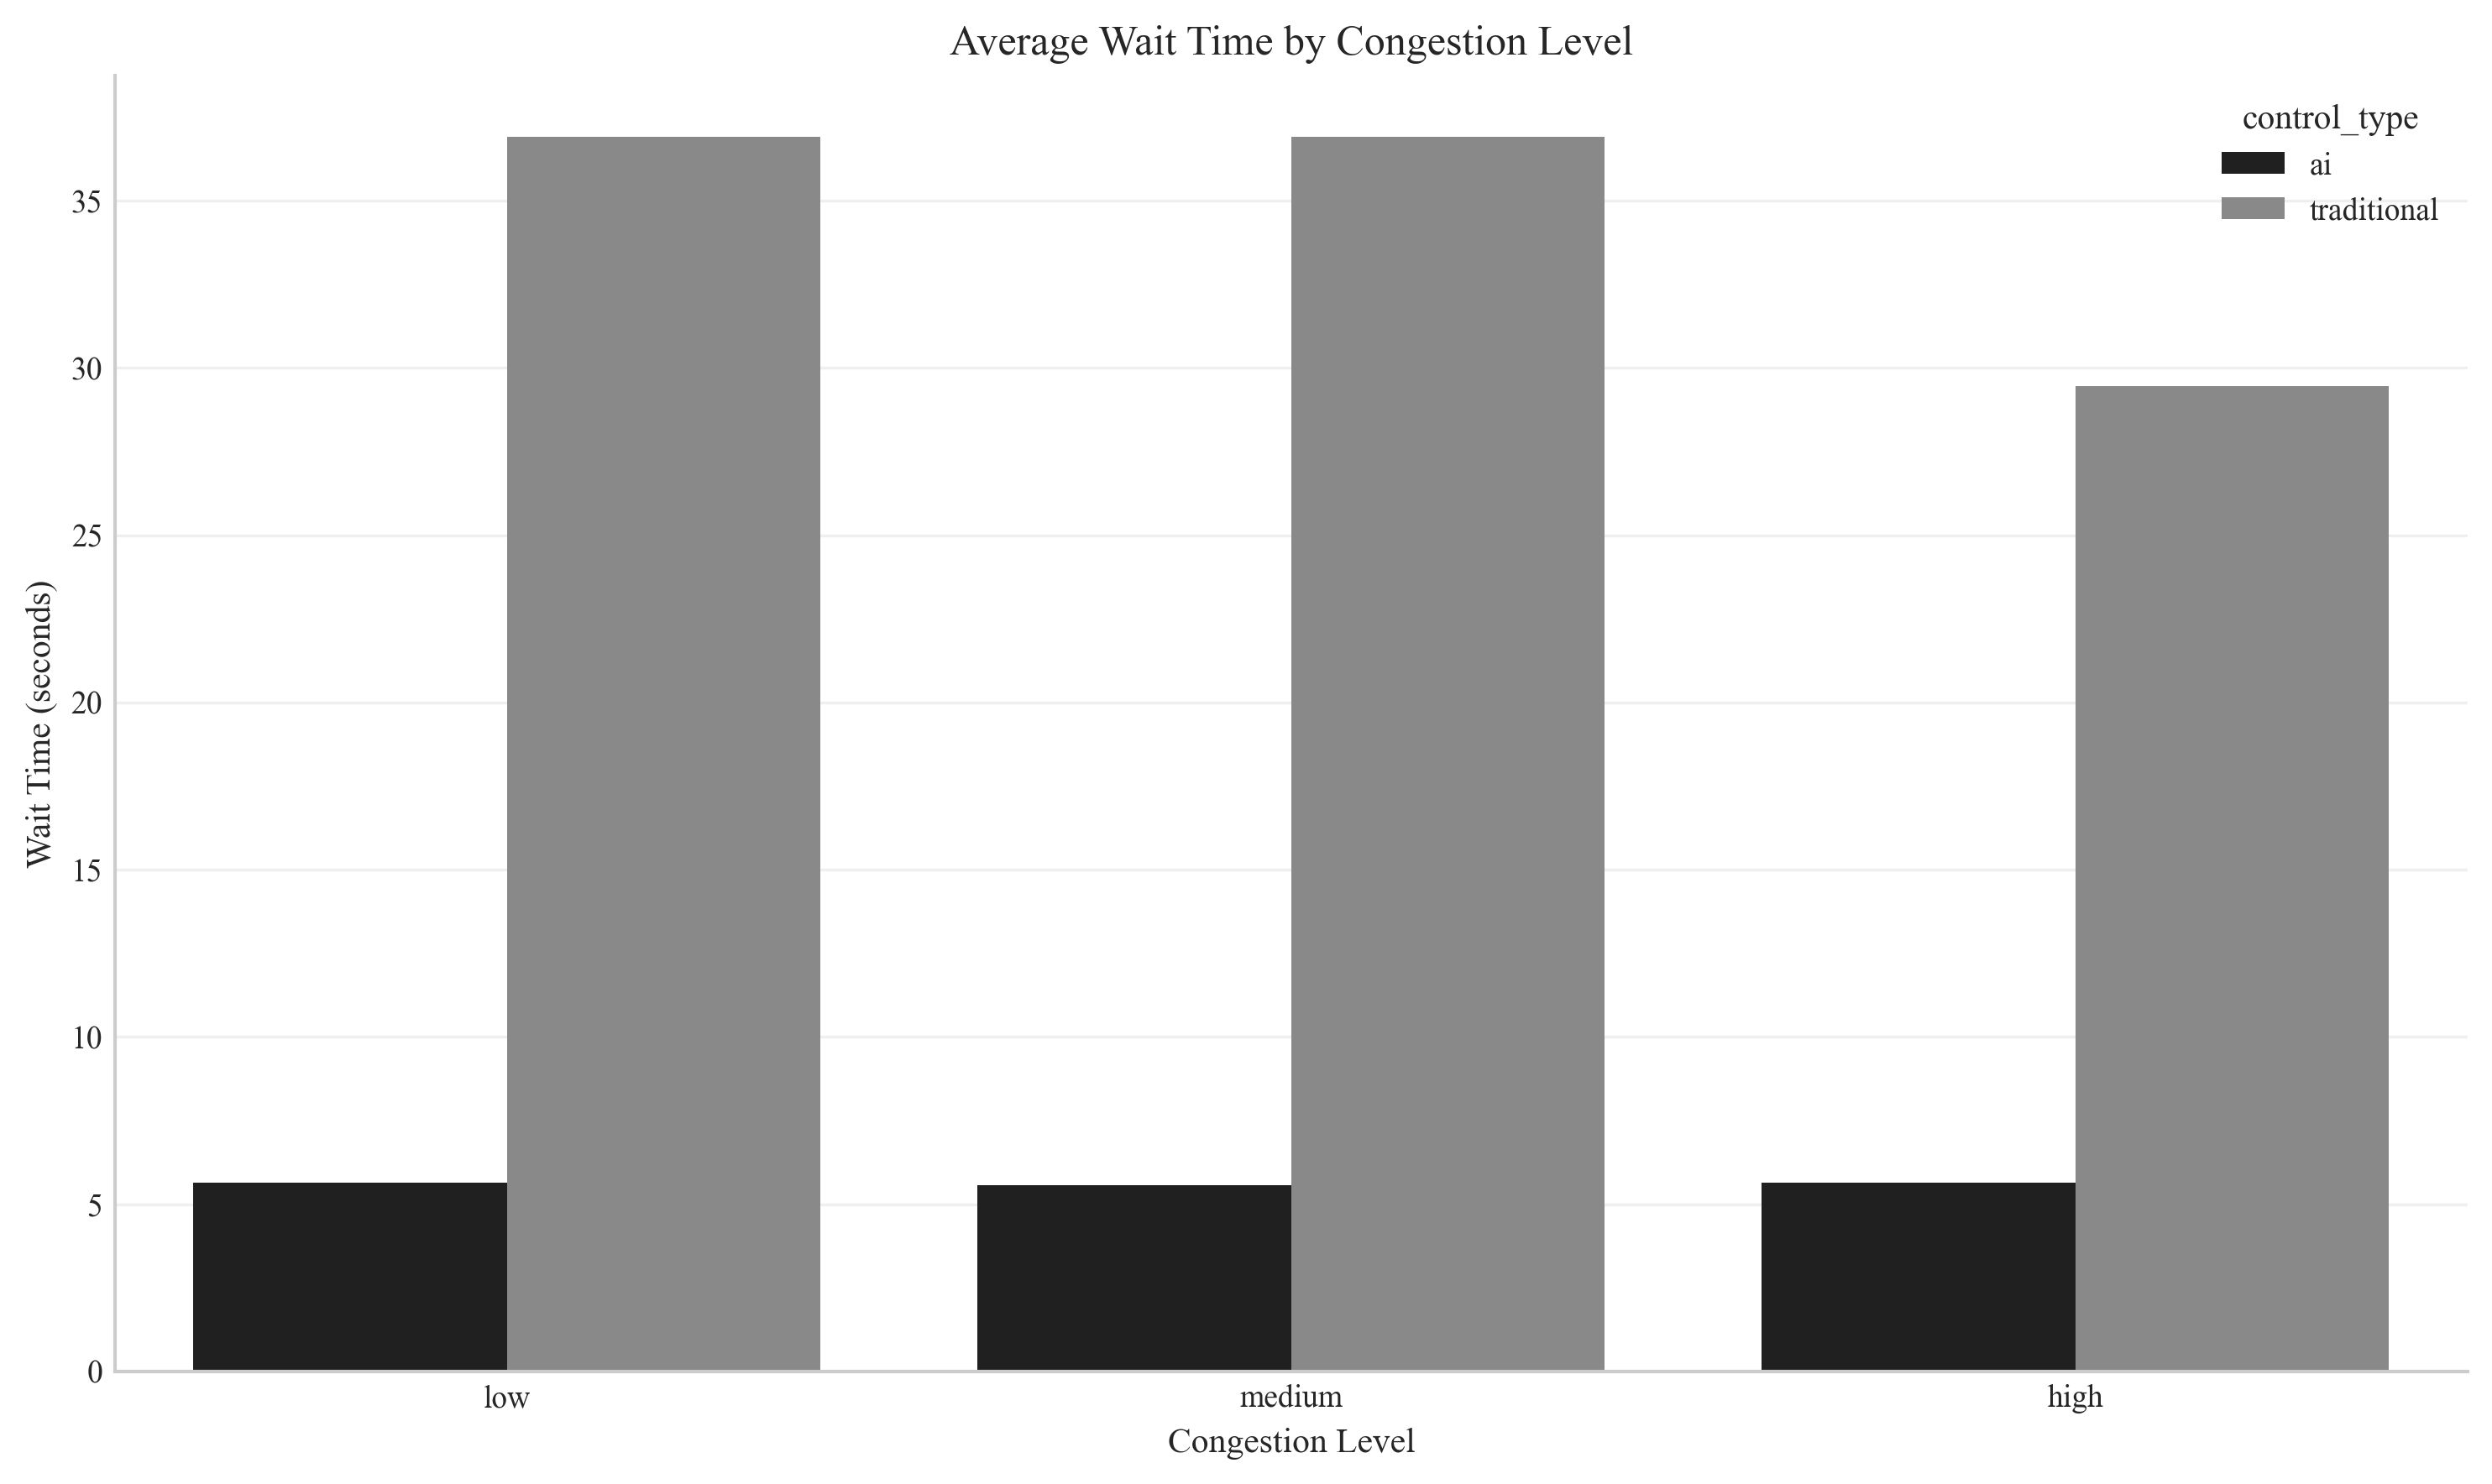 Average Wait Time by Congestion Level
control_type
ai
traditional
Wait Time (seconds)
35
30
25
20
15
10
5
0
low
medium
high
Congestion Level